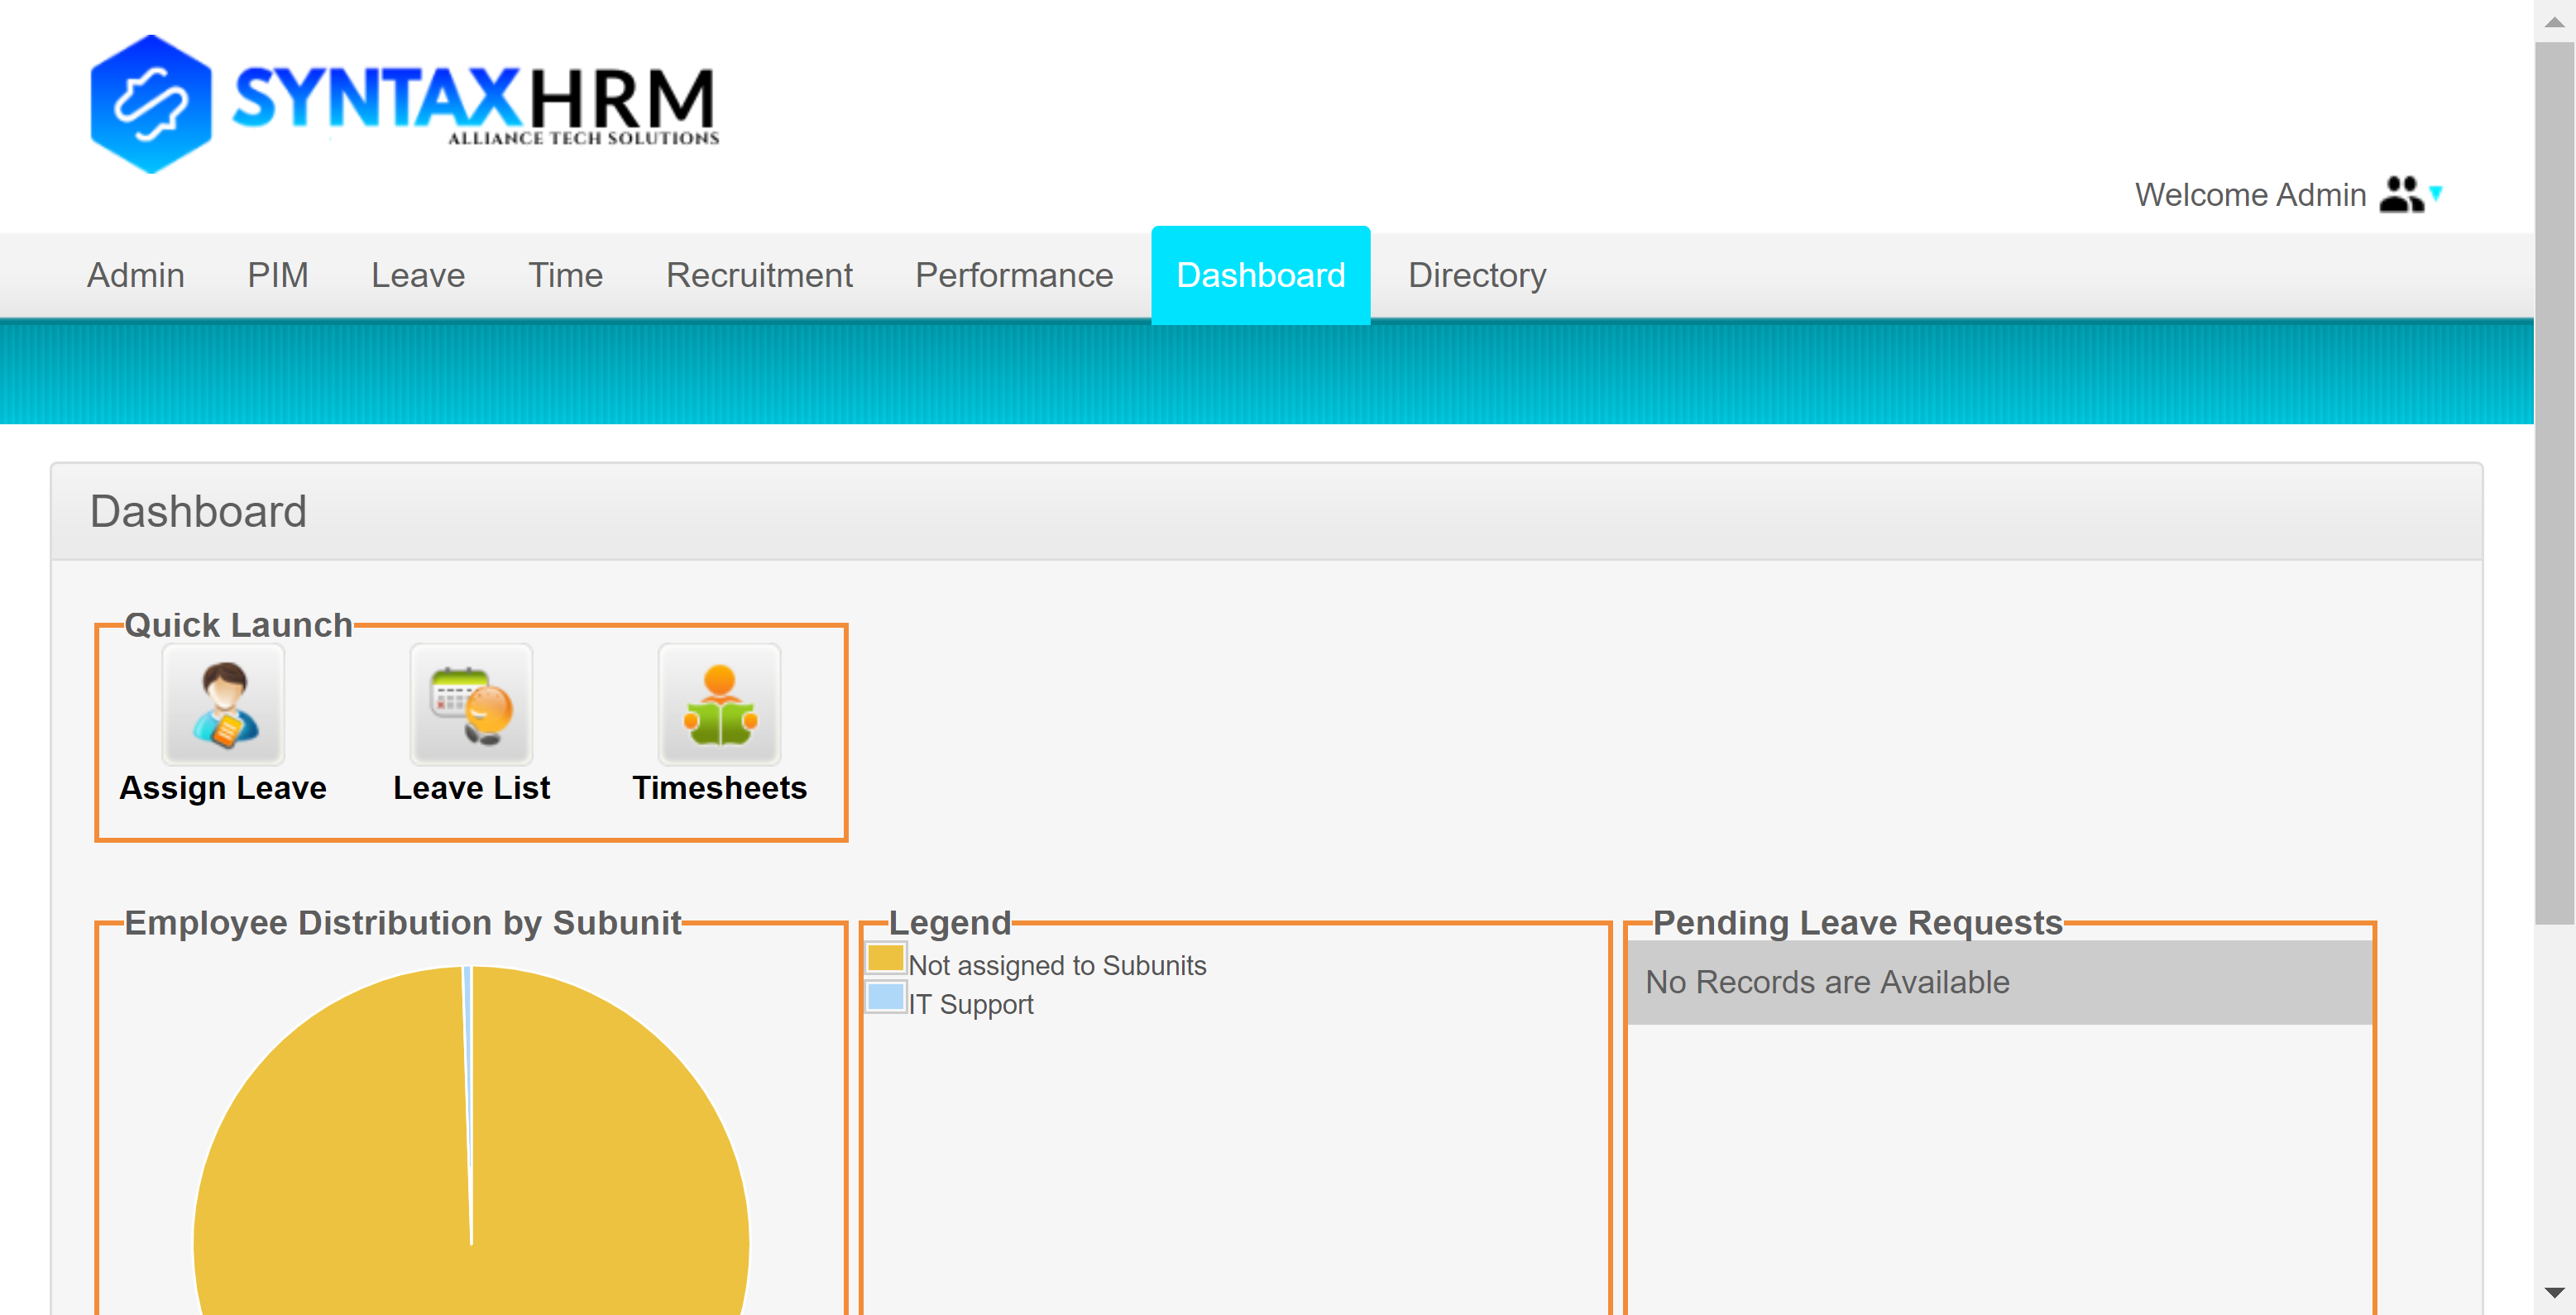 SYNTAXHRM
ALLIANCE TECH SOLUTIONS
Welcome Admin
Admin PIM Leave Time Recruitment Performance Dashboard Directory
Dashboard
Quick Launch
Assign Leave Leave List Timesheets
Employee Distribution by Subunit
Legend
Not assigned to Subunits
IT Support
Pending Leave Requests
No Records are Available